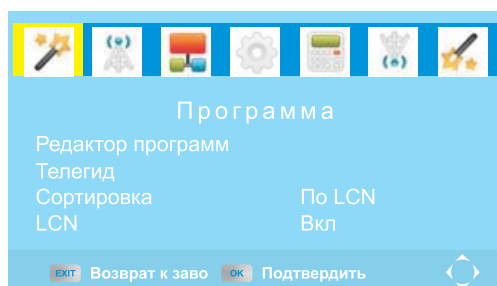 Программа
Редактор программ
Телегид
Сортировка По LCN
LCN Вкл
EXIT Возврат к заво OK Подтвердить